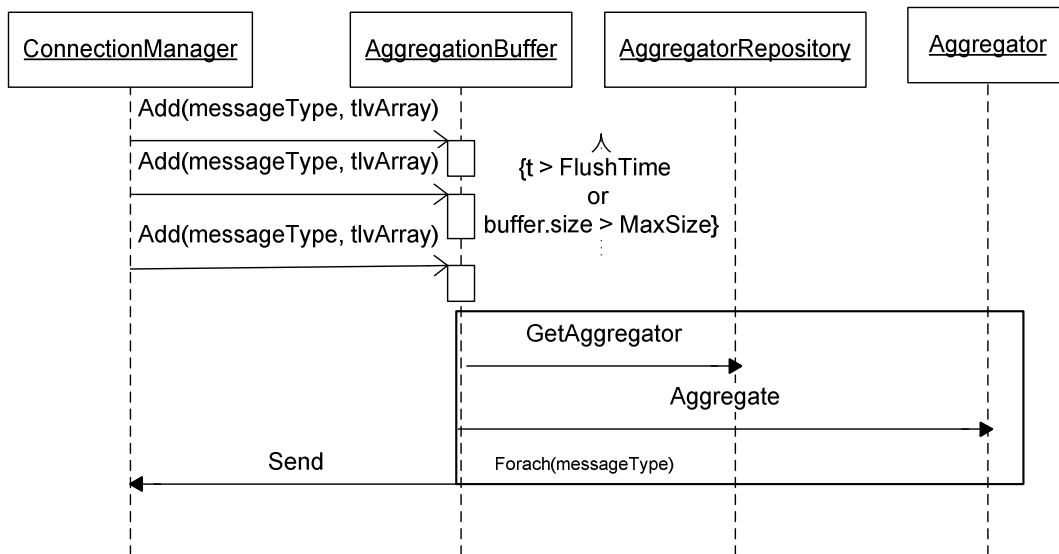 ConnectionManager
AggregationBuffer
AggregatorRepository
Aggregator
Add(messageType, tlvArray)
Add(messageType, tlvArray)
{t > FlushTime
or
buffer.size > MaxSize}
Add(messageType, tlvArray)
GetAggregator
Aggregate
Send
Forach(messageType)